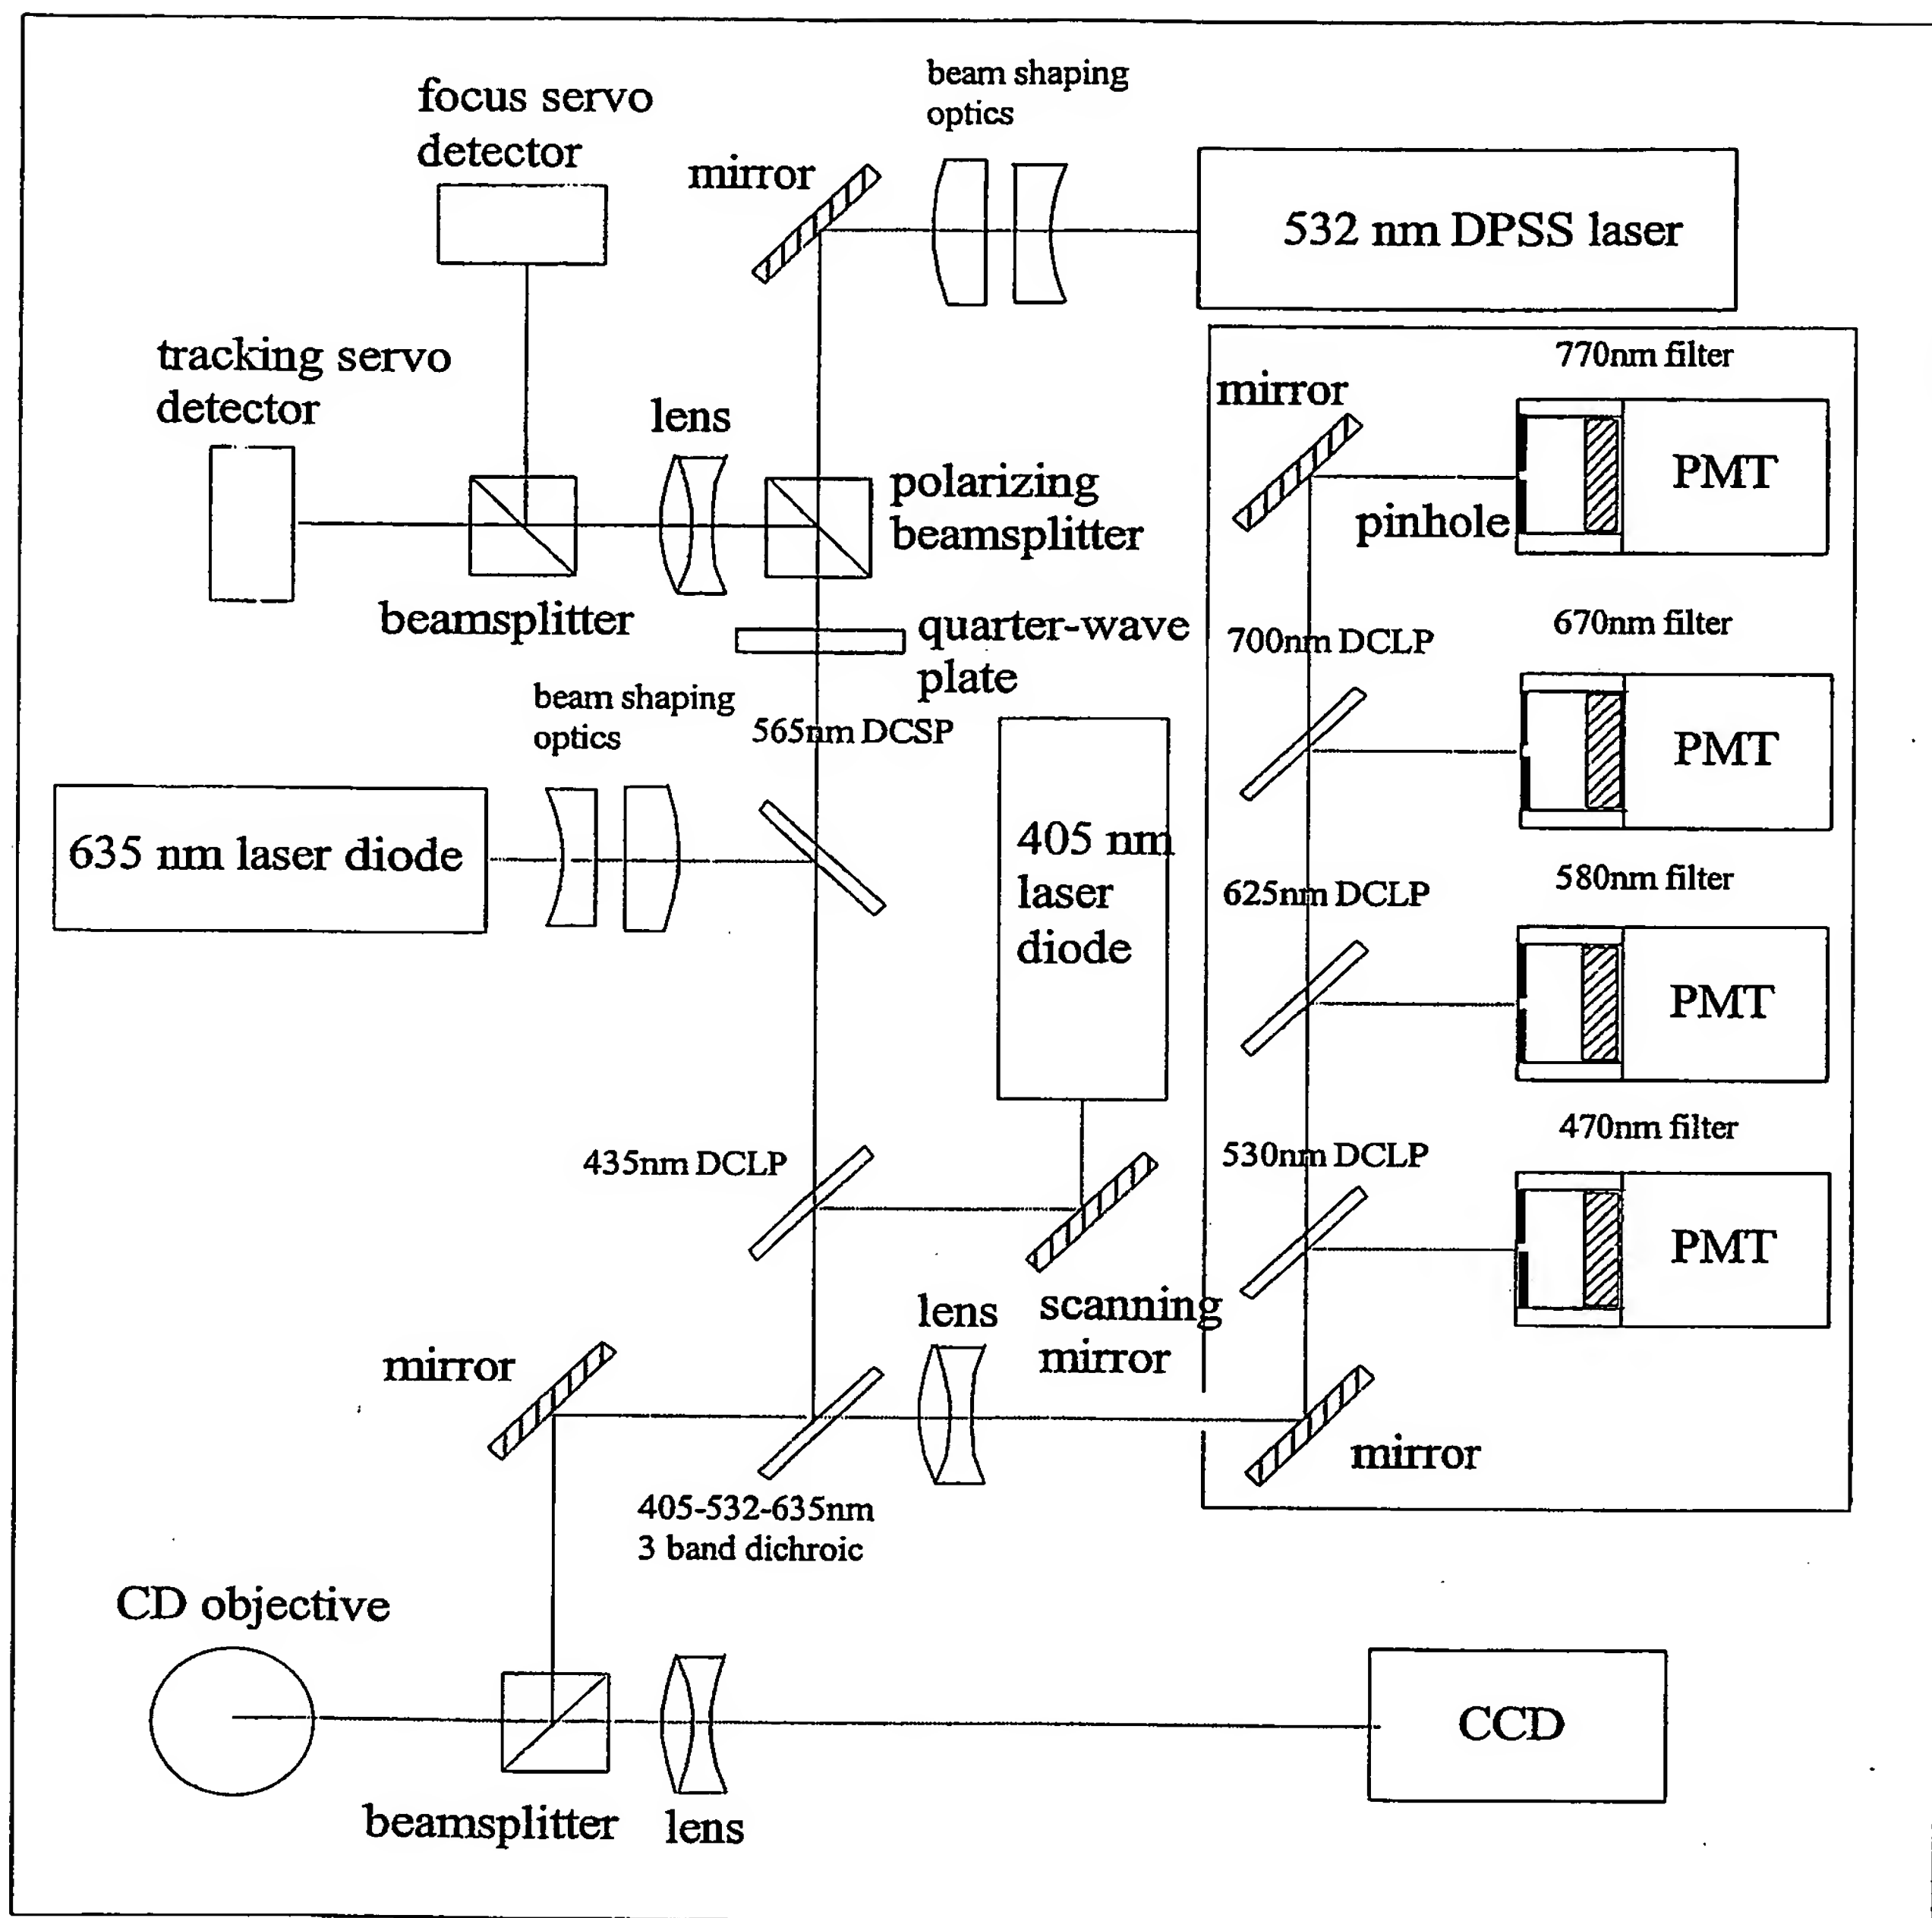 beam shaping
optics
focus servo
detector
mirror
532 nm DPSS laser
tracking servo
detector
770nm filter
mirror
lens
PMT
polarizing
beamsplitter
pinhole
beamsplitter
quarter-wave
plate
700nm DCLP
670nm filter
beam shaping
optics
565nm DCSP
PMT
635 nm laser diode
405 nm
laser
diode
625nm DCLP
580nm filter
PMT
435nm DCLP
530nm DCLP
470nm filter
PMT
lens
scanning
mirror
mirror
mirror
405-532-635nm
3 band dichroic
CD objective
CCD
beamsplitter
lens